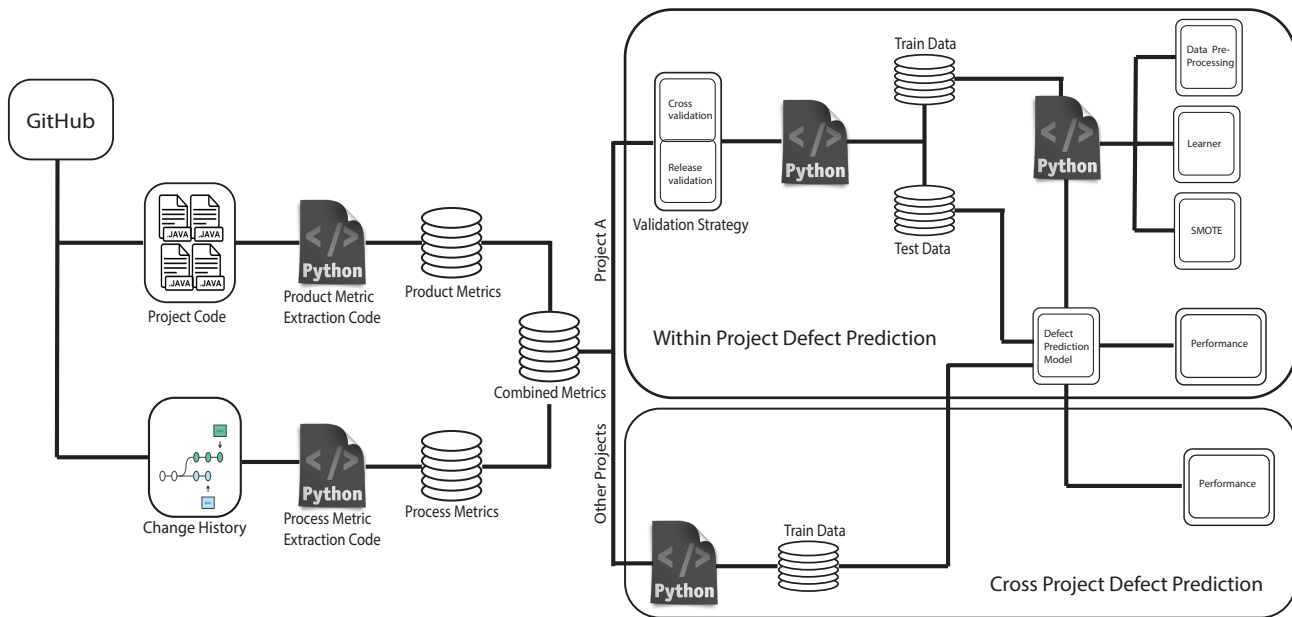 GitHub
.JAVA
.JAVA
.JAVA
.JAVA
Project Code
</>
Python
Product Metric
Extraction Code
Product Metrics
Combined Metrics
Change History
</>
Python
Process Metric
Extraction Code
Process Metrics
Project A
Other Projects
Cross
validation
Release
validation
Validation Strategy
</>
Python
Train Data
Test Data
</>
Python
Data Pre-
Processing
Learner
SMOTE
Within Project Defect Prediction
Defect
Prediction
Model
Performance
</>
Python
Train Data
Performance
Cross Project Defect Prediction